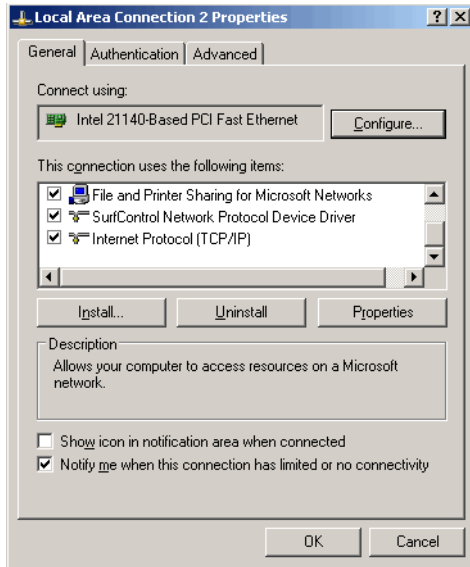 Local Area Connection 2 Properties
General
Authentication
Advanced
Connect using:
Intel 21140-Based PCI Fast Ethernet
Configure...
This connection uses the following items:
File and Printer Sharing for Microsoft Networks
SurfControl Network Protocol Device Driver
Internet Protocol (TCP/IP)
Install...
Uninstall
Properties
Description
Allows your computer to access resources on a Microsoft
network.
Show icon in notification area when connected
Notify me when this connection has limited or no connectivity
OK
Cancel